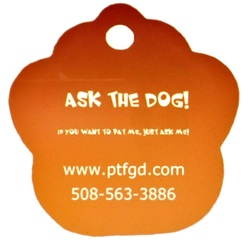 ASK THE DOG!
IF YOU WANT TO PAT ME, JUST ASK ME!
www.ptfgd.com
508-563-3886